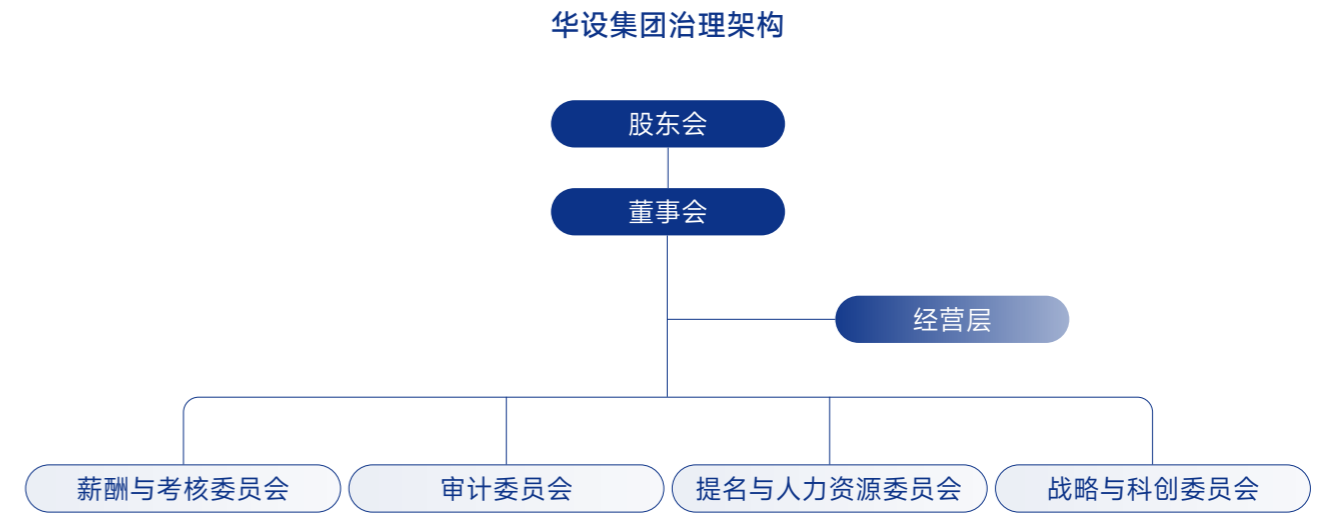 华设集团治理架构
股东会
董事会
经营层
薪酬与考核委员会
审计委员会
提名与人力资源委员会
战略与科创委员会